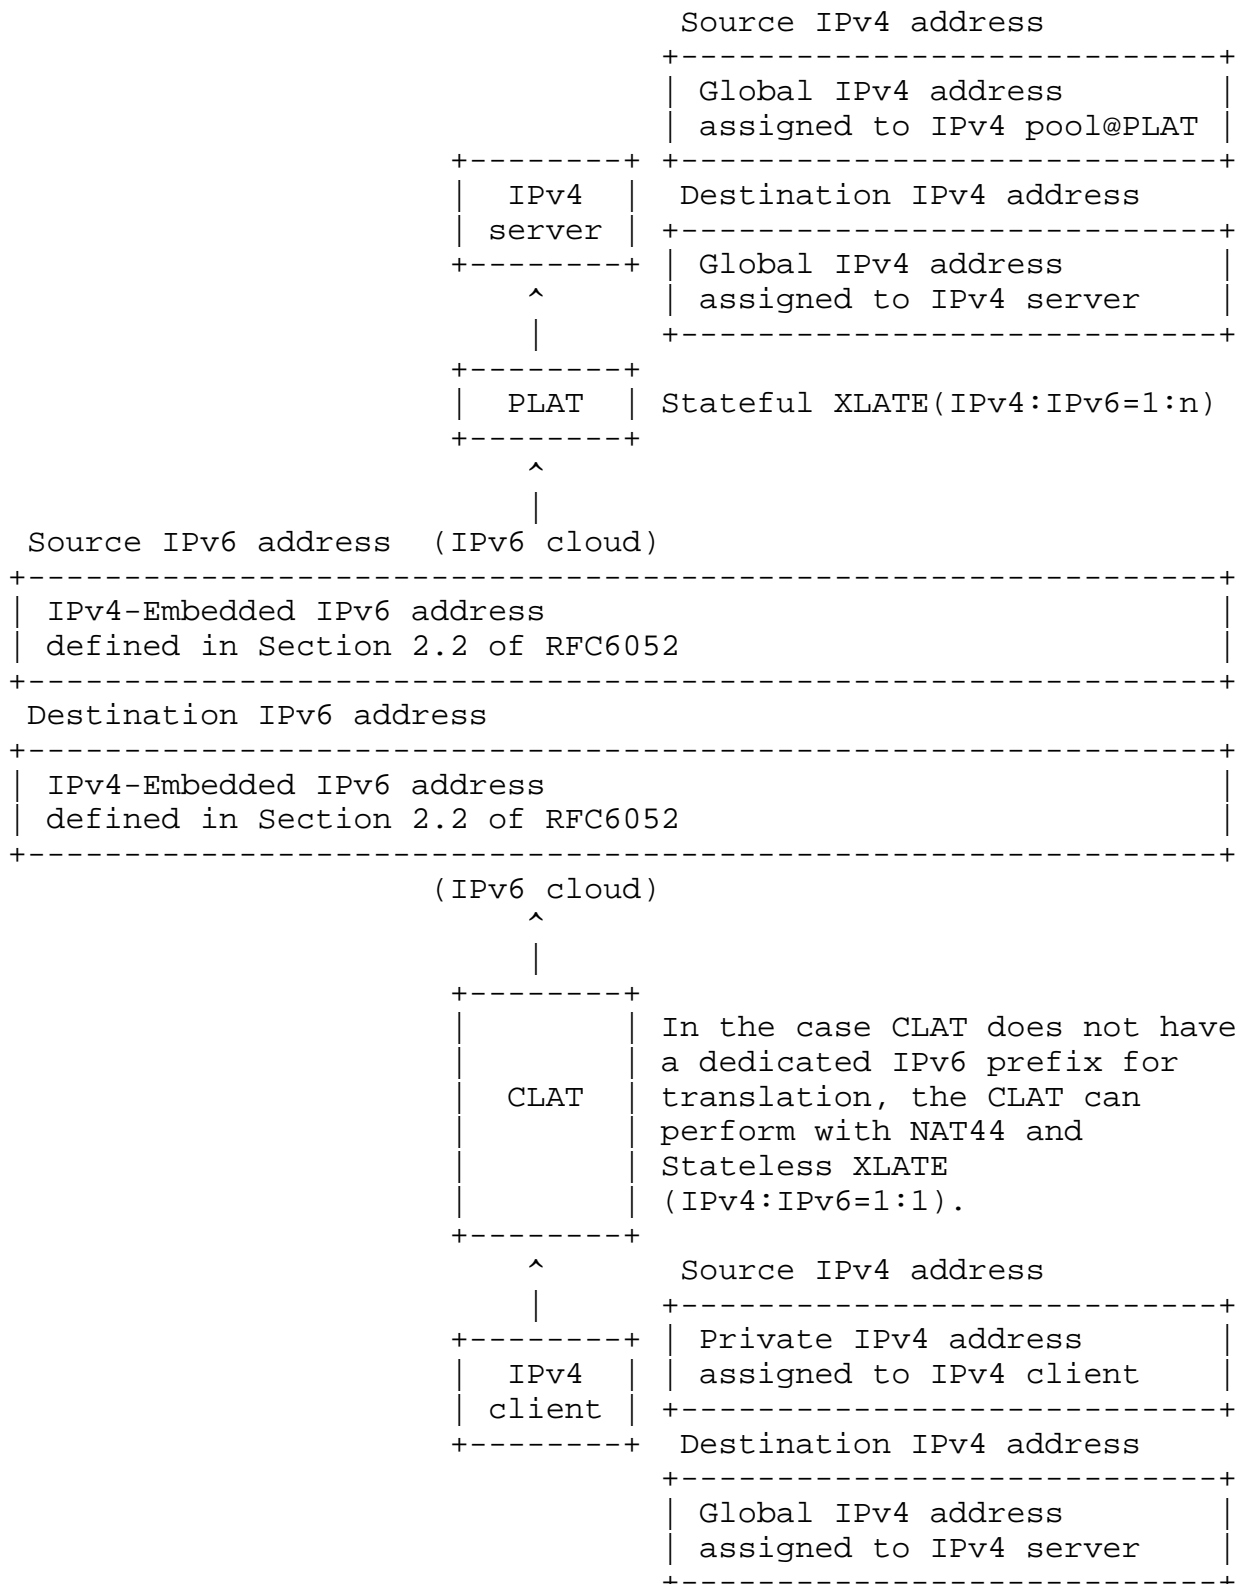 Source IPv4 address
+----------------------------+
| Global IPv4 address        |
| assigned to IPv4 pool@PLAT |
+--------+ +----------------------------+
|  IPv4  | Destination IPv4 address
| server | +----------------------------+
+--------+ | Global IPv4 address        |
^ | assigned to IPv4 server    |
| +----------------------------+
+--------+
|  PLAT  | Stateful XLATE(IPv4:IPv6=1:n)
+--------+
^
|
Source IPv6 address (IPv6 cloud)
+--------------------------------------------------------------+
| IPv4-Embedded IPv6 address                                   |
| defined in Section 2.2 of RFC6052                            |
+--------------------------------------------------------------+
Destination IPv6 address
+--------------------------------------------------------------+
| IPv4-Embedded IPv6 address                                   |
| defined in Section 2.2 of RFC6052                            |
+--------------------------------------------------------------+
(IPv6 cloud)
^
|
+--------+
|        | In the case CLAT does not have
|        | a dedicated IPv6 prefix for
|  CLAT  | translation, the CLAT can
|        | perform with NAT44 and
|        | Stateless XLATE
|        | (IPv4:IPv6=1:1).
+--------+
^ Source IPv4 address
| +----------------------------+
+--------+ | Private IPv4 address       |
|  IPv4  | | assigned to IPv4 client    |
| client | +----------------------------+
+--------+ Destination IPv4 address
+----------------------------+
| Global IPv4 address        |
| assigned to IPv4 server    |
+----------------------------+